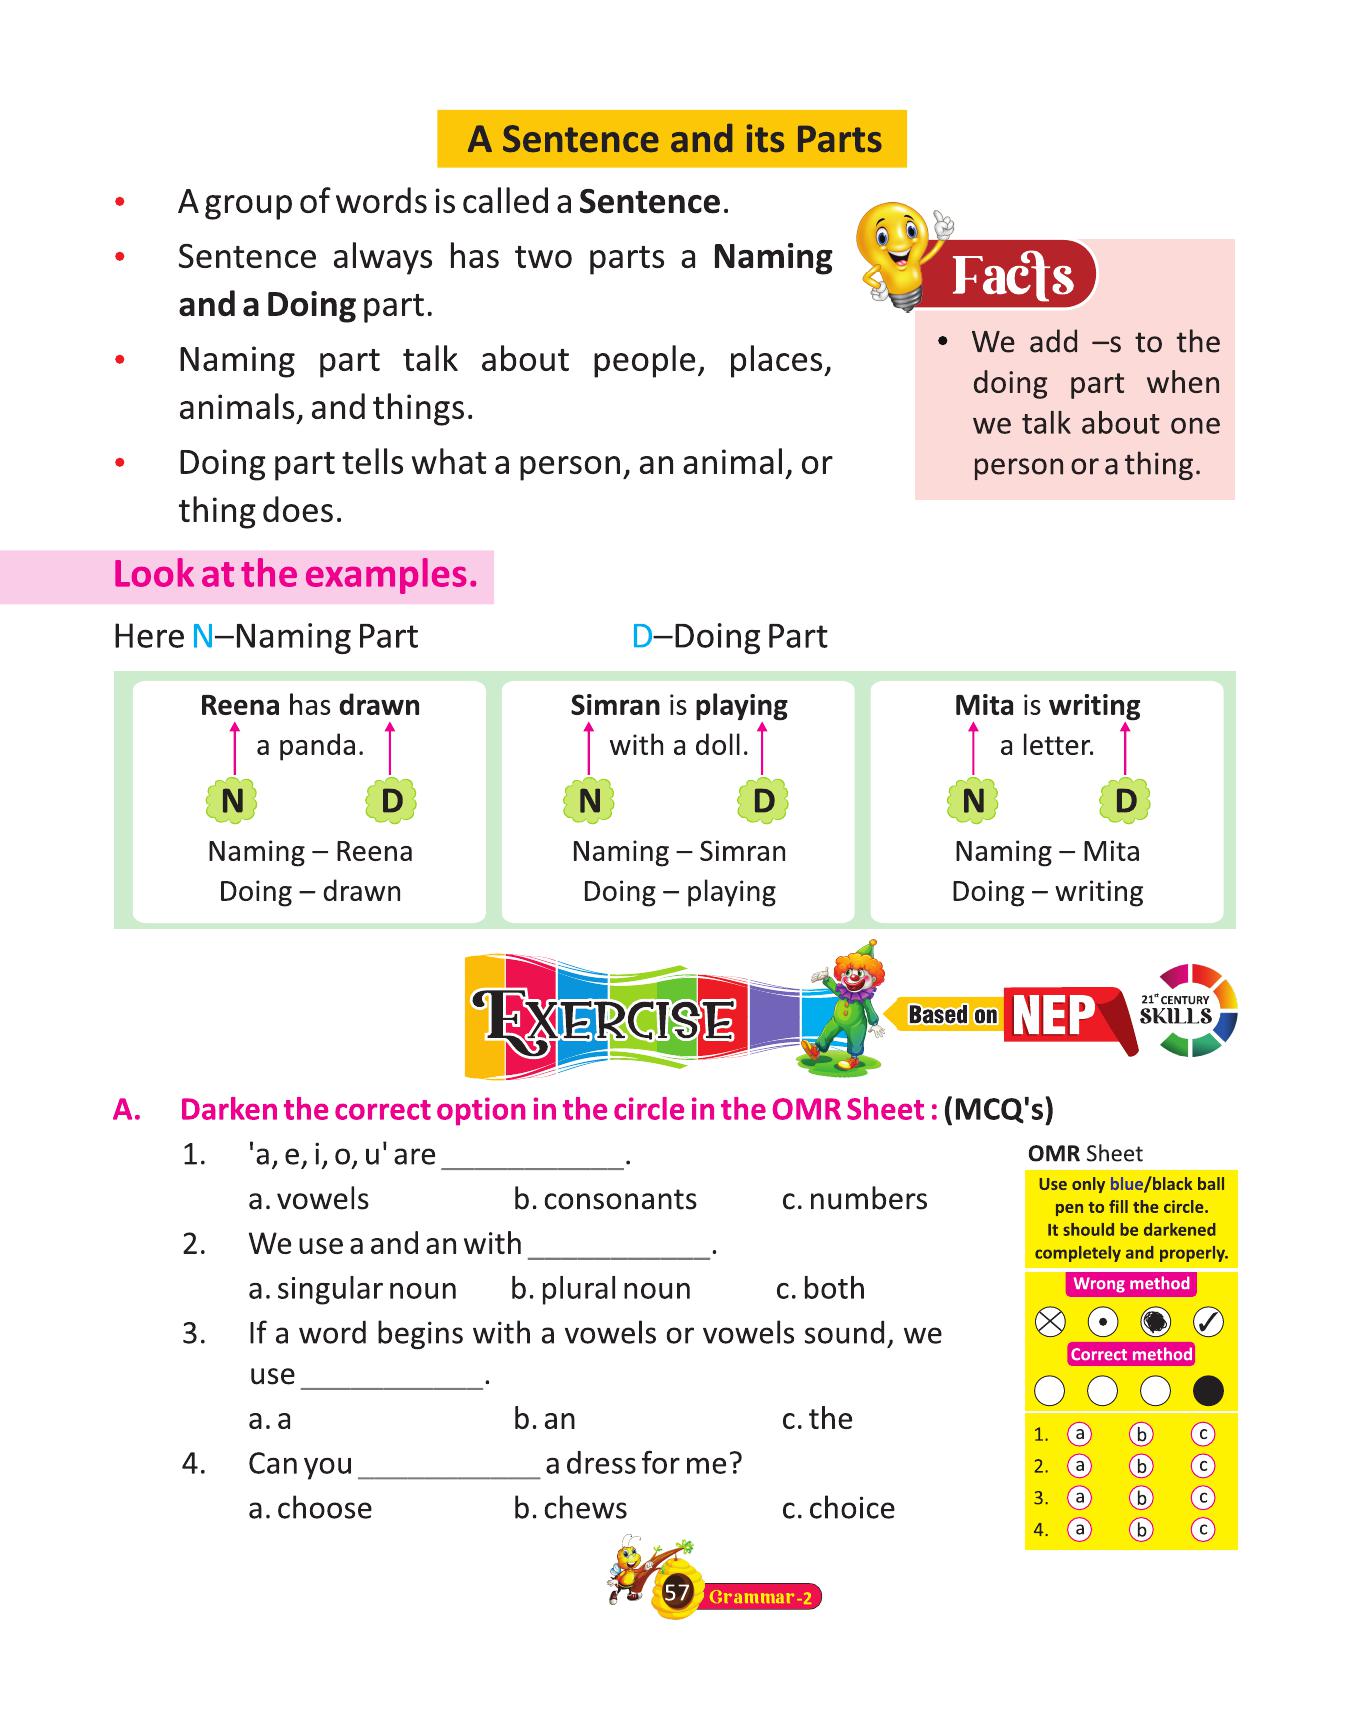 A Sentence and its Parts
• A group of words is called a Sentence.
• Sentence always has two parts a Naming
and a Doing part.
• Naming part talk about people, places,
animals, and things.
• Doing part tells what a person, an animal, or
thing does.
Facts
• We add –s to the
doing part when
we talk about one
person or a thing.
Look at the examples.
Here N–Naming Part D–Doing Part
Reena has drawn
a panda.
N D
Naming – Reena
Doing – drawn
Simran is playing
with a doll.
N D
Naming – Simran
Doing – playing
Mita is writing
a letter.
N D
Naming – Mita
Doing – writing
EXERCISE
Based on NEP
21st CENTURY
SKILLS
A. Darken the correct option in the circle in the OMR Sheet : (MCQ's)
1. 'a, e, i, o, u' are ___________.
a. vowels b. consonants c. numbers
2. We use a and an with ___________.
a. singular noun b. plural noun c. both
3. If a word begins with a vowels or vowels sound, we
use ___________.
a. a b. an c. the
4. Can you ___________ a dress for me?
a. choose b. chews c. choice
OMR Sheet
Use only blue/black ball
pen to fill the circle.
It should be darkened
completely and properly.
Wrong method
Correct method
1. a b c
2. a b c
3. a b c
4. a b c
57 Grammar-2